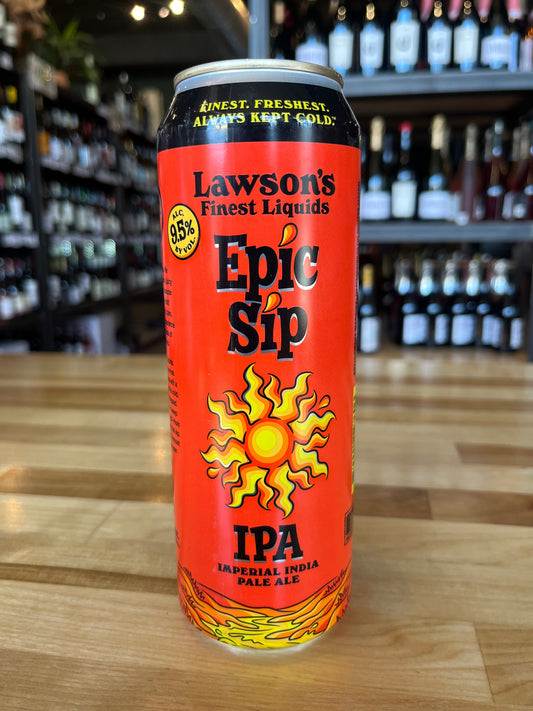 FINEST. FRESHEST.
ALWAYS KEPT COLD.™
Lawson's
Finest Liquids
ALC.
9.5%
BY VOL.
Epic
Sip
IPA
IMPERIAL INDIA
PALE ALE